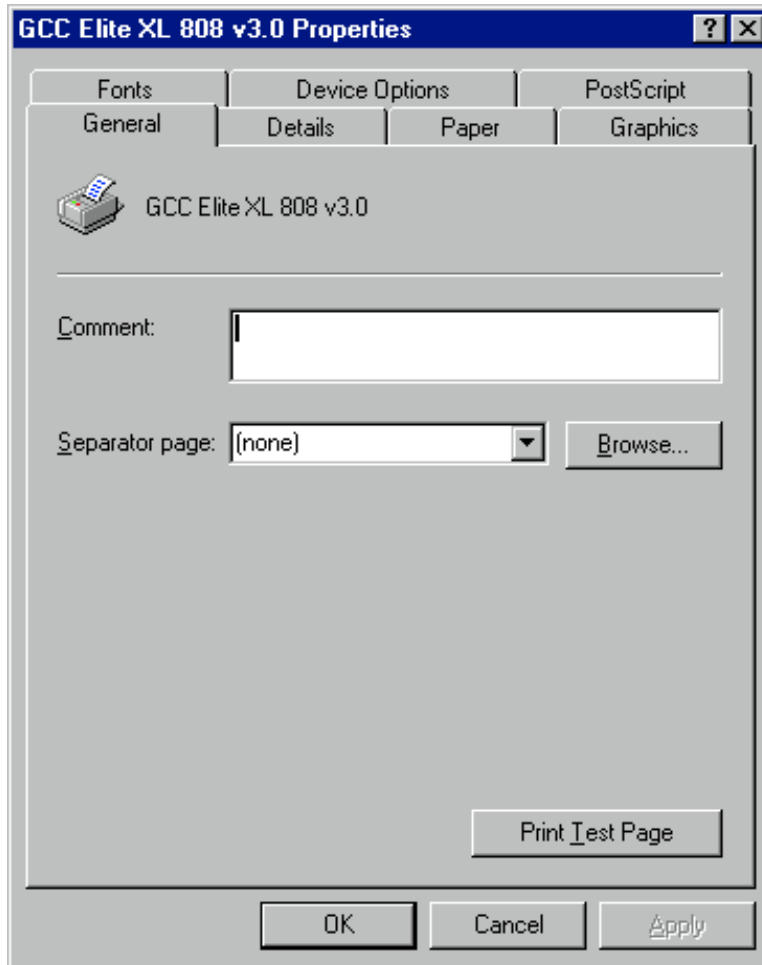 GCC Elite XL 808 v3.0 Properties
Fonts Device Options PostScript
General Details Paper Graphics
GCC Elite XL 808 v3.0
Comment:
Separator page: (none) Browse...
Print Test Page
OK Cancel Apply